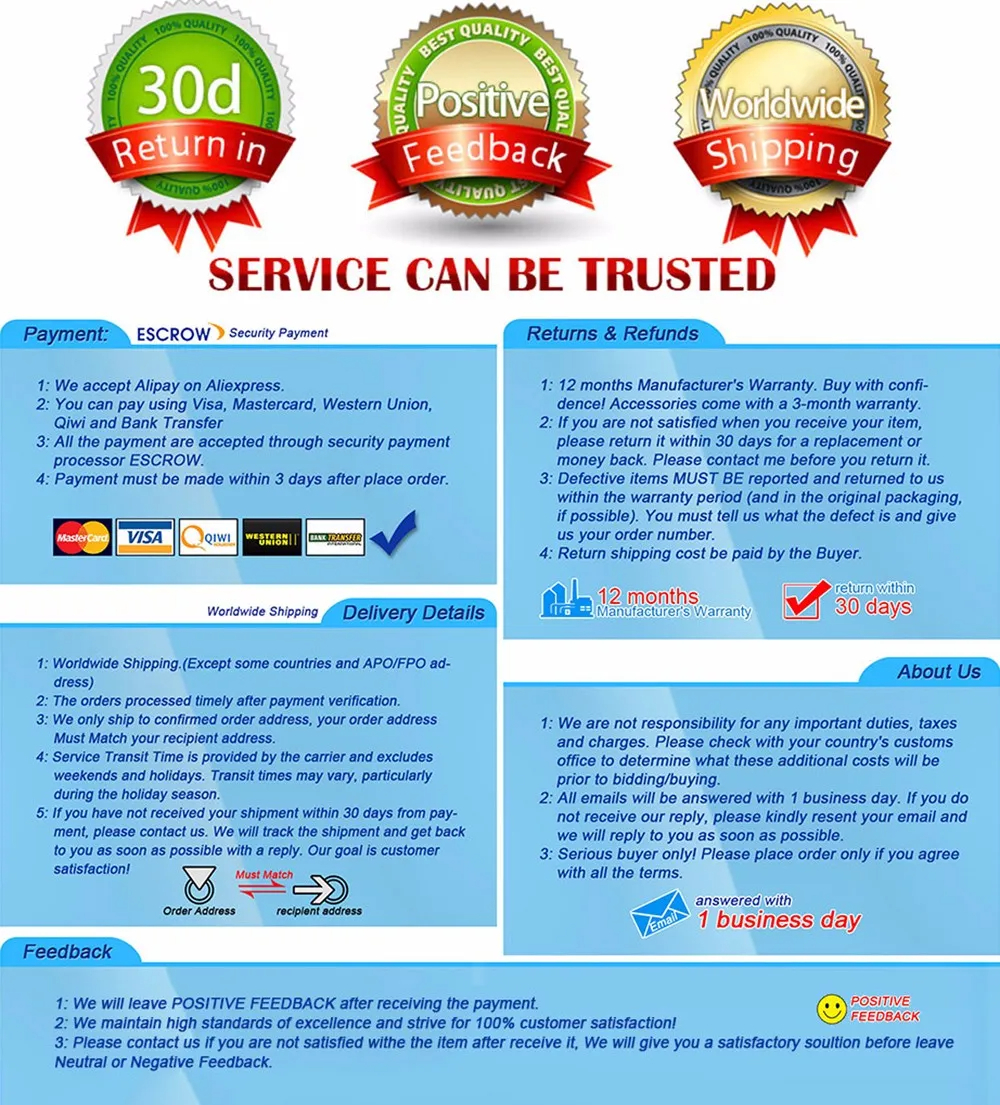 100% QUALITY 100% QUALITY 100% QUALITY
30d
Return in
100% QUALITY
QUALITY BEST QUALITY BEST QUAL
Positive
Feedback
ST QUALITY
QUALITY 100% QUALITY 100%
Worldwide
Shipping
QUALITY 100% QUALITY
SERVICE CAN BE TRUSTED
Payment:
ESCROW Security Payment
1: We accept Alipay on Aliexpress.
2: You can pay using Visa, Mastercard, Western Union,
Qiwi and Bank Transfer
3: All the payment are accepted through security payment
processor ESCROW.
4: Payment must be made within 3 days after place order.
MasterCard
VISA
QIWI
WESTERN
UNION
BANK TRANSFER
INTERNATIONAL
Returns & Refunds
1: 12 months Manufacturer's Warranty. Buy with confi-
dence! Accessories come with a 3-month warranty.
2: If you are not satisfied when you receive your item,
please return it within 30 days for a replacement or
money back. Please contact me before you return it.
3: Defective items MUST BE reported and returned to us
within the warranty period (and in the original packaging,
if possible). You must tell us what the defect is and give
us your order number.
4: Return shipping cost be paid by the Buyer.
12 months
Manufacturer's Warranty
return within
30 days
Worldwide Shipping
Delivery Details
1: Worldwide Shipping.(Except some countries and APO/FPO ad-
dress)
2: The orders processed timely after payment verification.
3: We only ship to confirmed order address, your order address
Must Match your recipient address.
4: Service Transit Time is provided by the carrier and excludes
weekends and holidays. Transit times may vary, particularly
during the holiday season.
5: If you have not received your shipment within 30 days from pay-
ment, please contact us. We will track the shipment and get back
to you as soon as possible with a reply. Our goal is customer
satisfaction!
Must Match
Order Address
recipient address
About Us
1: We are not responsibility for any important duties, taxes
and charges. Please check with your country's customs
office to determine what these additional costs will be
prior to bidding/buying.
2: All emails will be answered with 1 business day. If you do
not receive our reply, please kindly resent your email and
we will reply to you as soon as possible.
3: Serious buyer only! Please place order only if you agree
with all the terms.
Email
answered with
1 business day
Feedback
1: We will leave POSITIVE FEEDBACK after receiving the payment.
2: We maintain high standards of excellence and strive for 100% customer satisfaction!
3: Please contact us if you are not satisfied withe the item after receive it, We will give you a satisfactory soultion before leave
Neutral or Negative Feedback.
POSITIVE
FEEDBACK